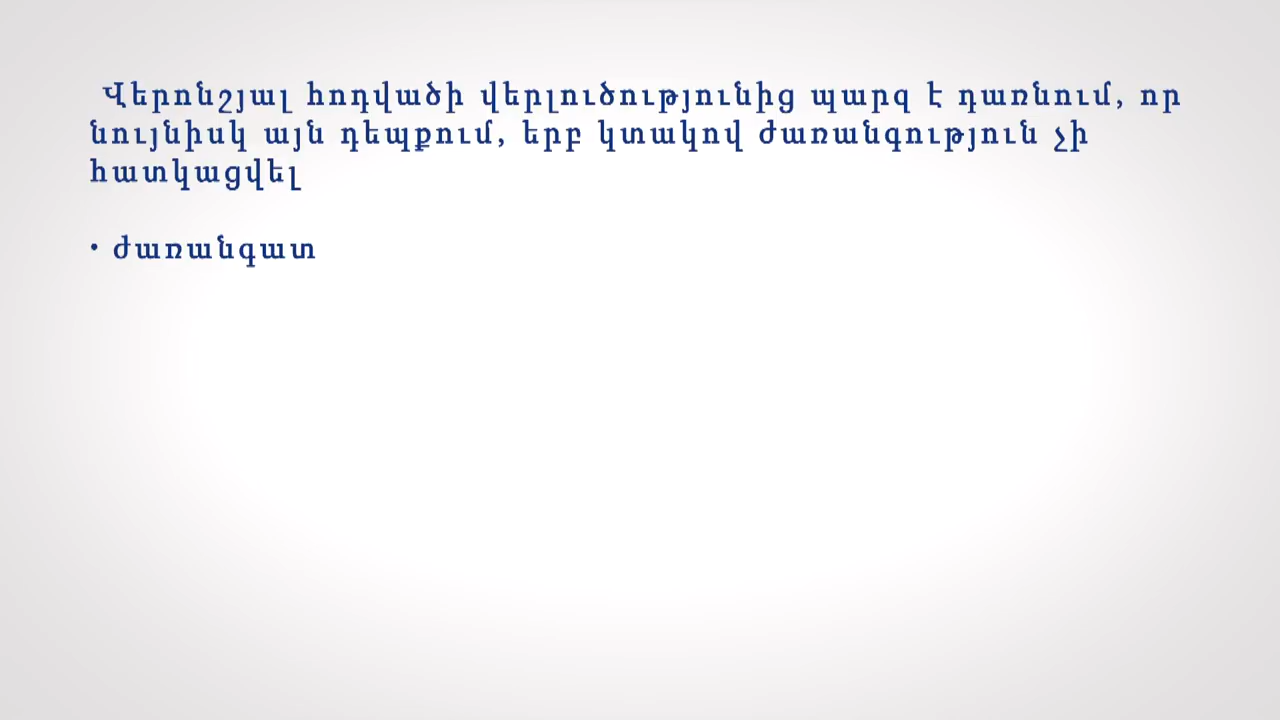 Վերոնշյալ հոդվածի վերլուծությունից պարզ է դառնում, որ
նույնիսկ այն դեպքում, երբ կտակով ժառանգություն չի
հատկացվել
• ժառանգատ